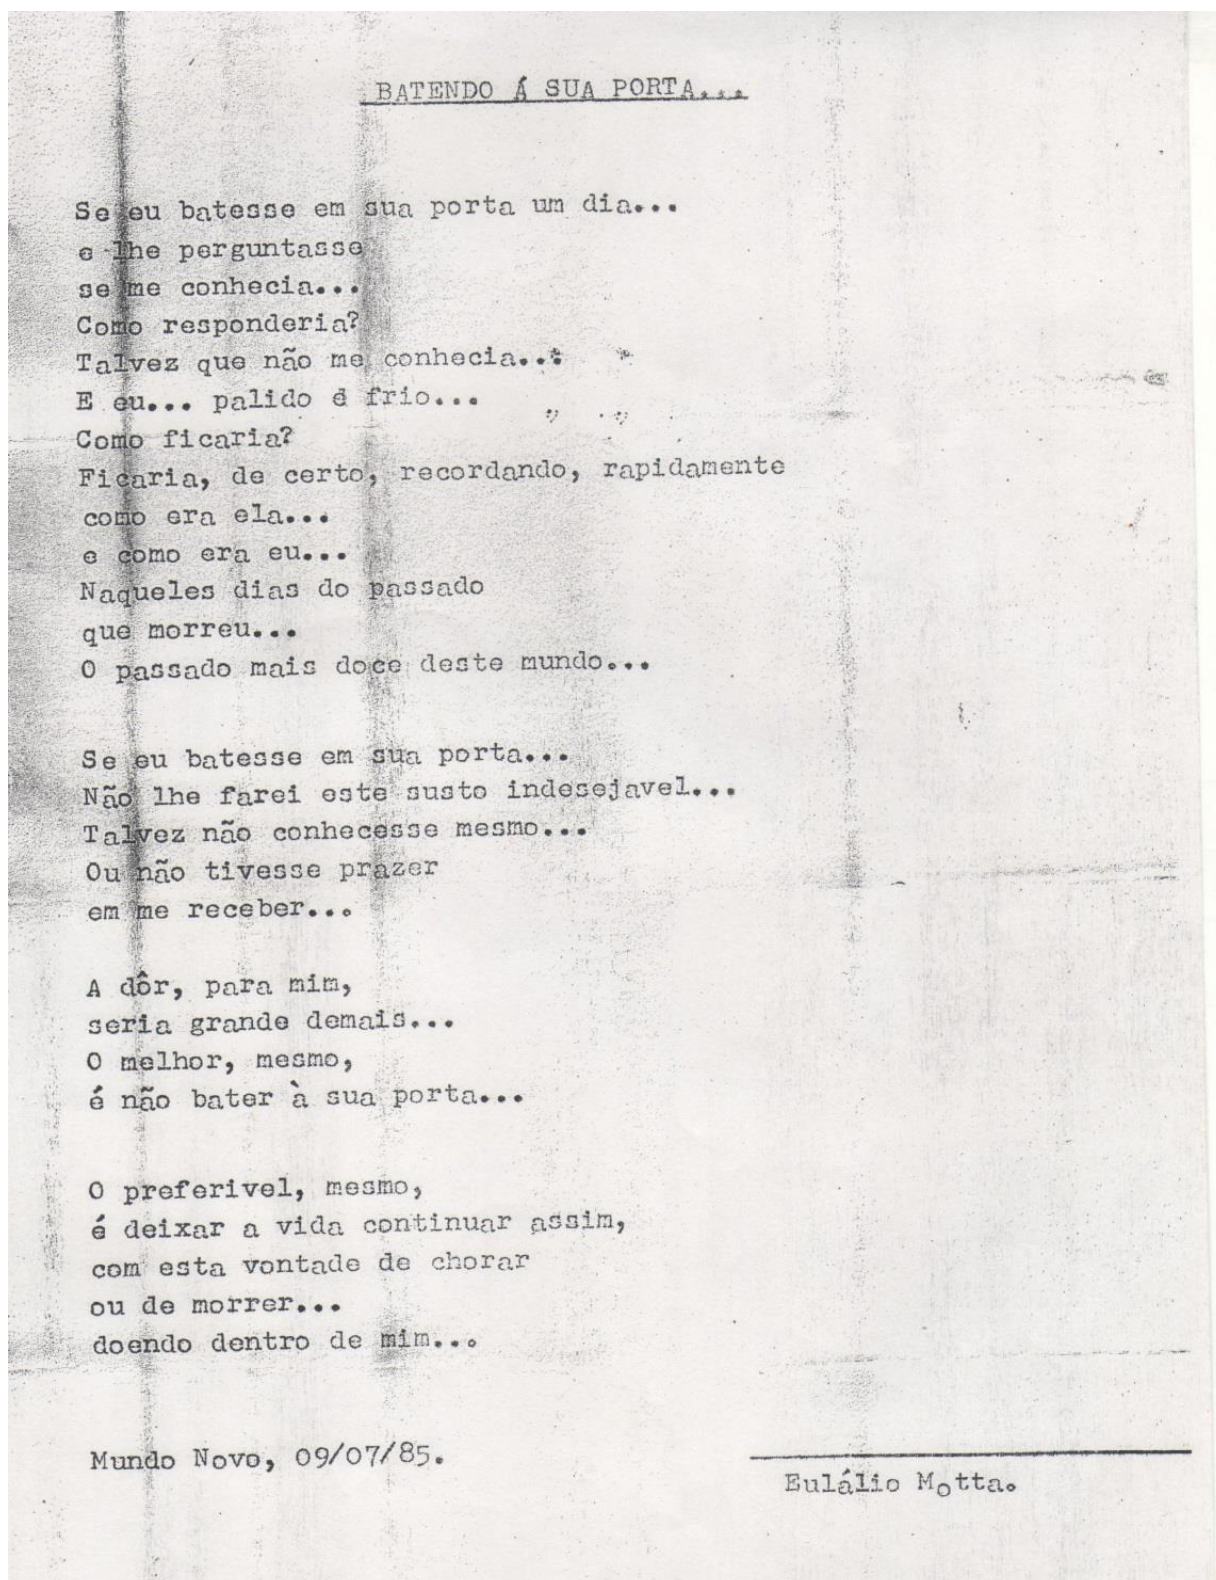 BATENDO Á SUA PORTA...
Se eu batesse em sua porta um dia...
e lhe perguntasse
se me conhecia...
Como responderia?
Talvez que não me conhecia...
E eu... palido e frio...
Como ficaria?
Ficaria, de certo, recordando, rapidamente
como era ela...
e como era eu...
Naqueles dias do passado
que morreu...
O passado mais doce deste mundo...
Se eu batesse em sua porta...
Não lhe farei este susto indesejavel...
Talvez não conhecesse mesmo...
Ou não tivesse prazer
em me receber...
A dôr, para mim,
seria grande demais...
O melhor, mesmo,
é não bater à sua porta...
O preferivel, mesmo,
é deixar a vida continuar assim,
com esta vontade de chorar
ou de morrer...
doendo dentro de mim...
Mundo Novo, 09/07/85.
Eulálio Motta.